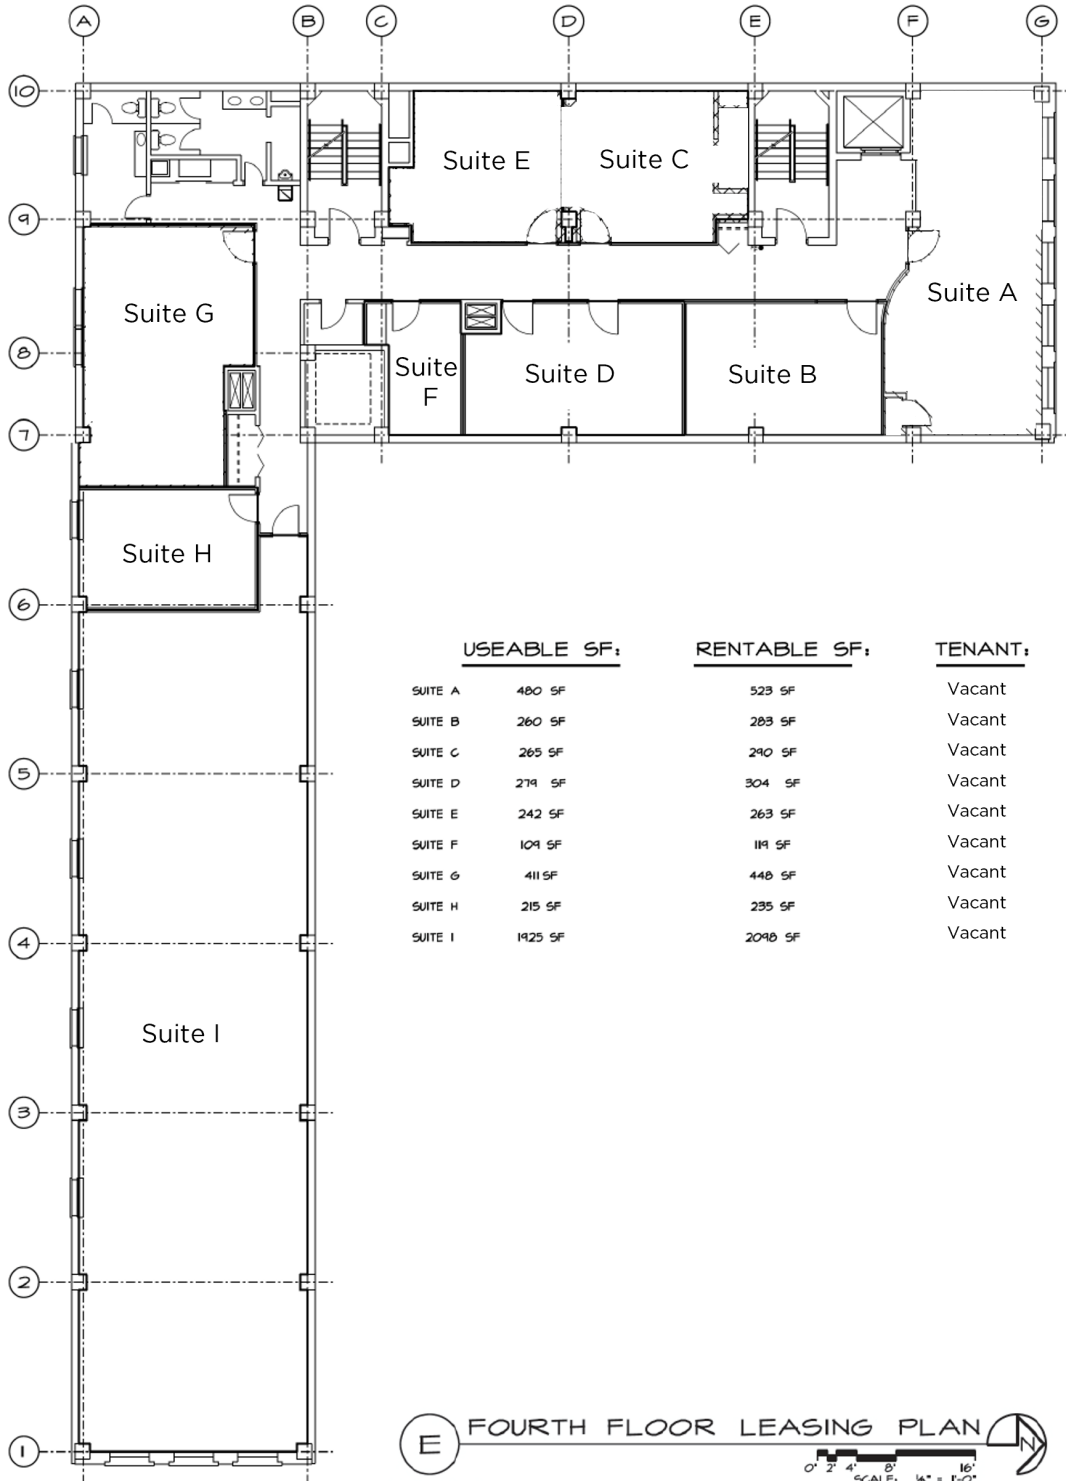 A B C D E F G
10
Suite E Suite C
9
Suite A
Suite G
8
Suite F Suite D Suite B
7
Suite H
6
USEABLE SF: RENTABLE SF: TENANT:
SUITE A 480 SF 523 SF Vacant
SUITE B 260 SF 283 SF Vacant
SUITE C 265 SF 290 SF Vacant
5
SUITE D 279 SF 304 SF Vacant
SUITE E 242 SF 263 SF Vacant
SUITE F 109 SF 119 SF Vacant
SUITE G 411 SF 448 SF Vacant
SUITE H 215 SF 235 SF Vacant
SUITE I 1925 SF 2098 SF Vacant
4
Suite I
3
2
E FOURTH FLOOR LEASING PLAN N
1
0' 2' 4' 8' 16'
SCALE: = 1'-0"